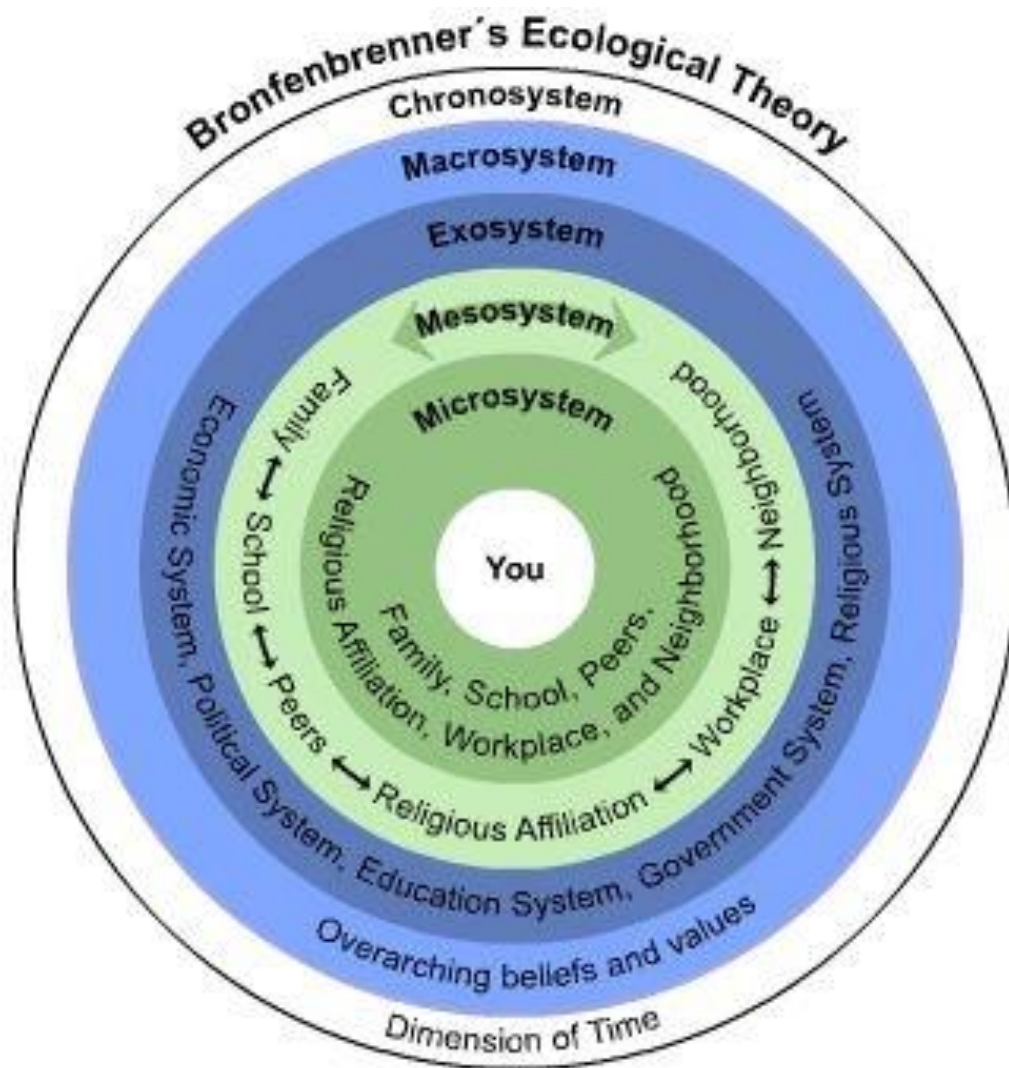 Bronfenbrenner´s Ecological Theory
Chronosystem
Macrosystem
Exosystem
Mesosystem
Microsystem
You
Family, School, Peers,
Religious Affiliation, Workplace, and Neighborhood
Family ↔ School ↔ Peers ↔ Religious Affiliation ↔ Workplace ↔ Neighborhood
Economic System, Political System, Education System, Government System, Religious System
Overarching beliefs and values
Dimension of Time